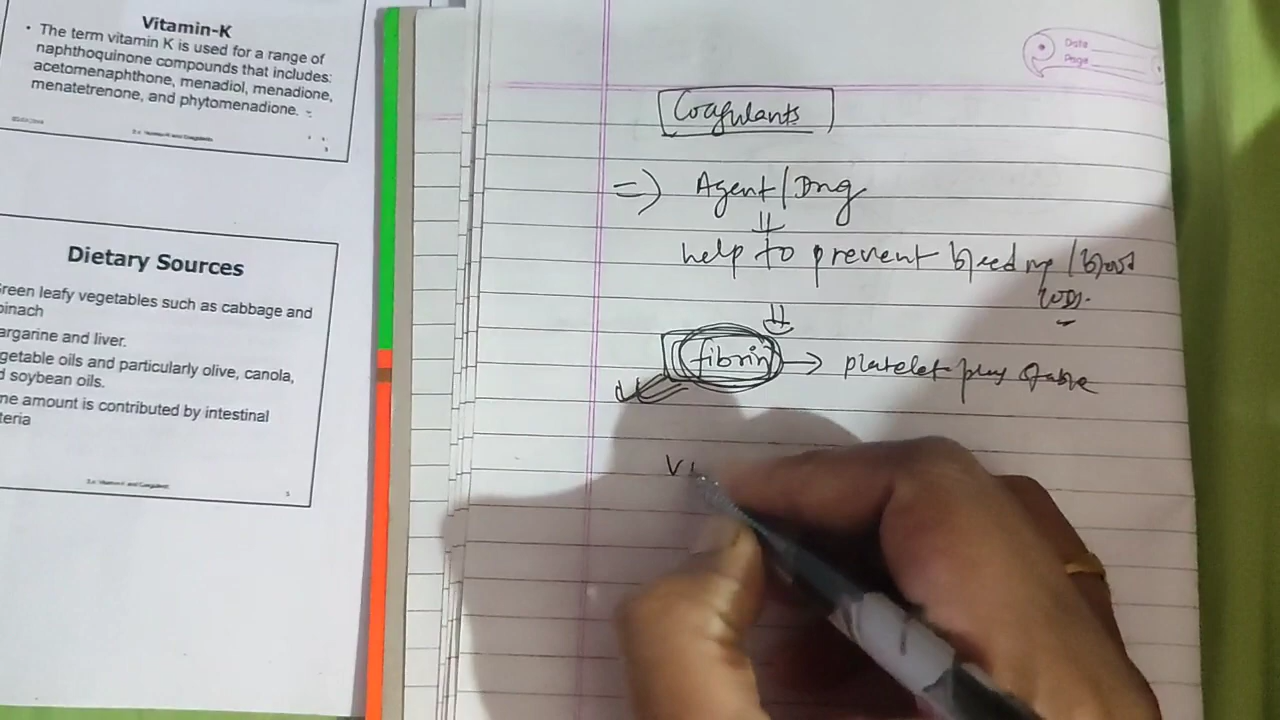 Vitamin-K
• The term vitamin K is used for a range of
naphthoquinone compounds that includes:
acetomenaphthone, menadiol, menadione,
menatetrenone, and phytomenadione.
Dietary Sources
Green leafy vegetables such as cabbage and
pinach
argarine and liver.
getable oils and particularly olive, canola,
d soybean oils.
me amount is contributed by intestinal
teria
Date
Page
Coagulants
=> Agent/Drug
help to prevent bleeding / blood
loss.
fibrin → platelet plug stable
Vi